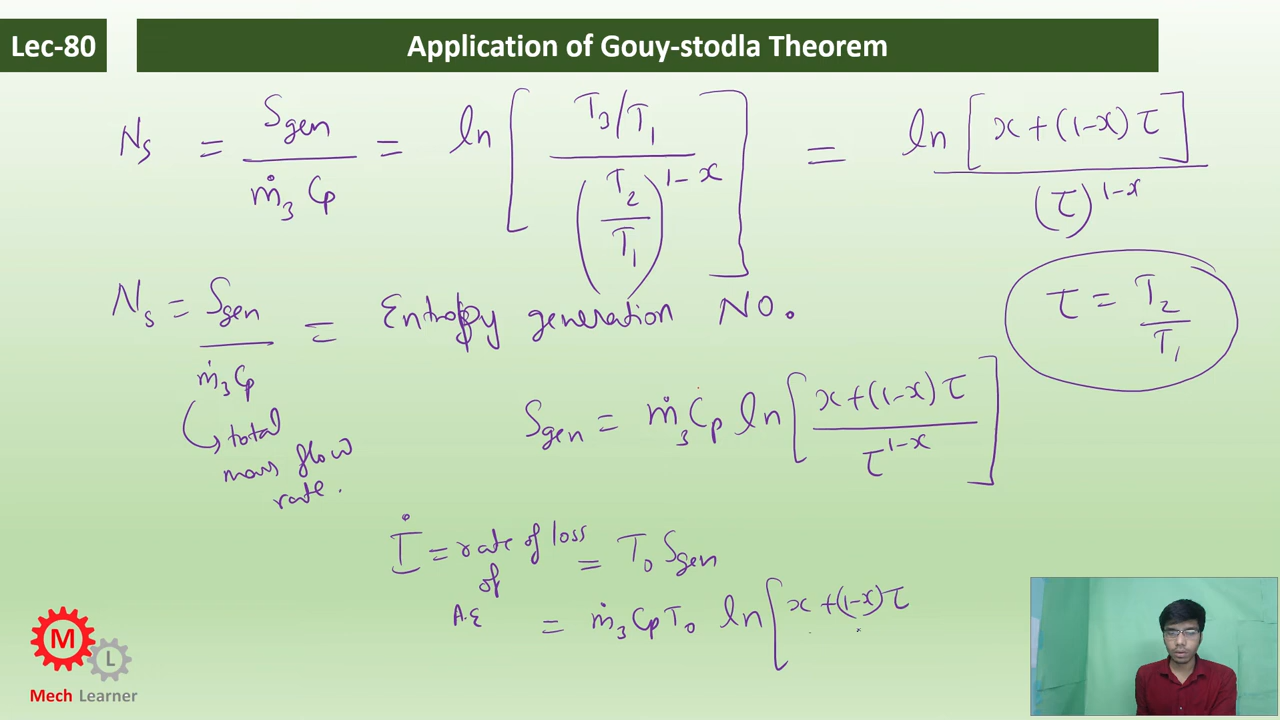 Lec-80
Application of Gouy-stodla Theorem
Ns = Sgen / ṁ₃ Cp = ln [ T₃/T₁ / (T₂/T₁)^1-x ] = ln [x+(1-x) τ] / (τ)^1-x
τ = T₂/T₁
Ns = Sgen / ṁ₃ Cp = Entropy generation NO.
total
mass flow
rate.
Sgen = ṁ₃ Cp ln [ x+(1-x) τ / τ^1-x ]
İ = rate of loss of A.E = T₀ Sgen
= ṁ₃ Cp T₀ ln [ x +(1-x) τ
M
L
Mech Learner